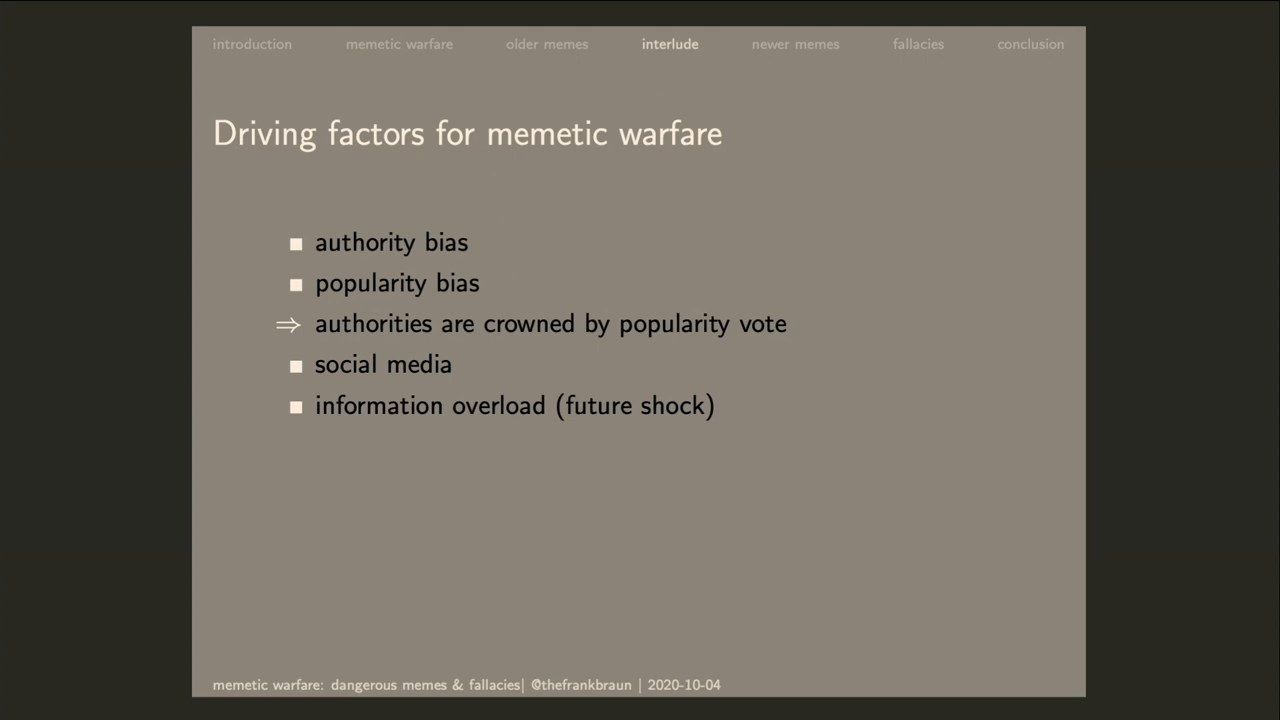 introduction memetic warfare older memes interlude newer memes fallacies conclusion
Driving factors for memetic warfare
■ authority bias
■ popularity bias
⇒ authorities are crowned by popularity vote
■ social media
■ information overload (future shock)
memetic warfare: dangerous memes & fallacies| @thefrankbraun | 2020-10-04